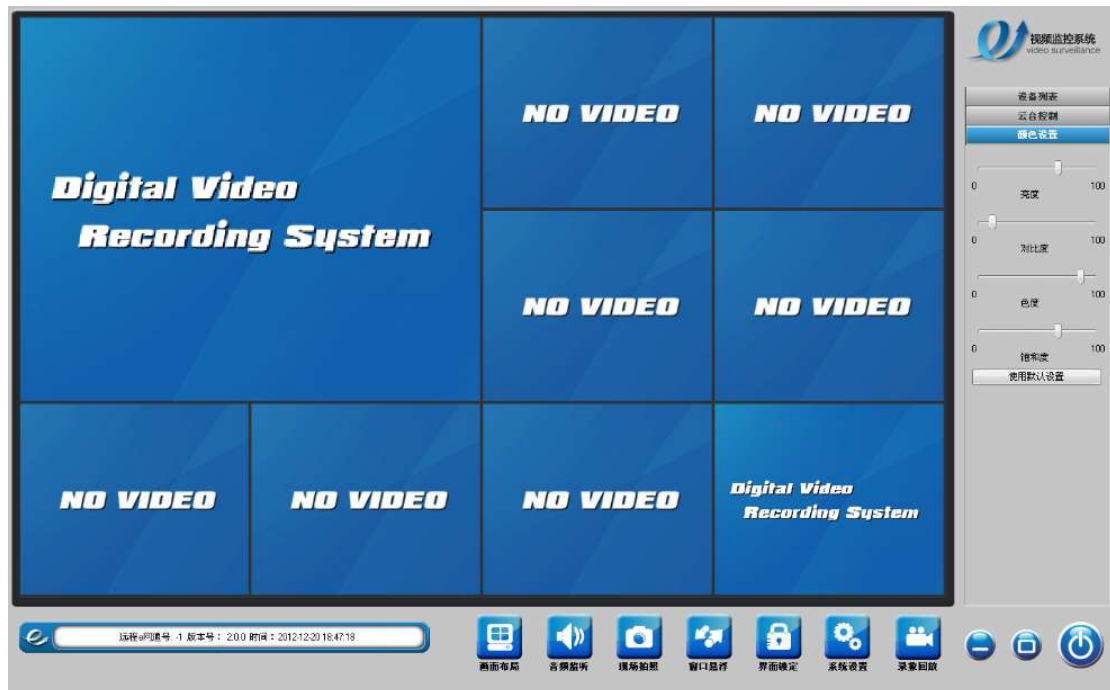 Digital Video
Recording System
NO VIDEO
NO VIDEO
NO VIDEO
NO VIDEO
NO VIDEO
NO VIDEO
NO VIDEO
Digital Video
Recording System
视频监控系统
video surveillance
设备列表
云台控制
颜色设置
0 100
亮度
0 100
对比度
0 100
色度
0 100
饱和度
使用默认设置
远程e网通号: -1 版本号: 2.0.0 时间: 2012-12-20 18:47:18
画面布局 音频监听 现场拍照 窗口悬浮 界面锁定 系统设置 录象回放